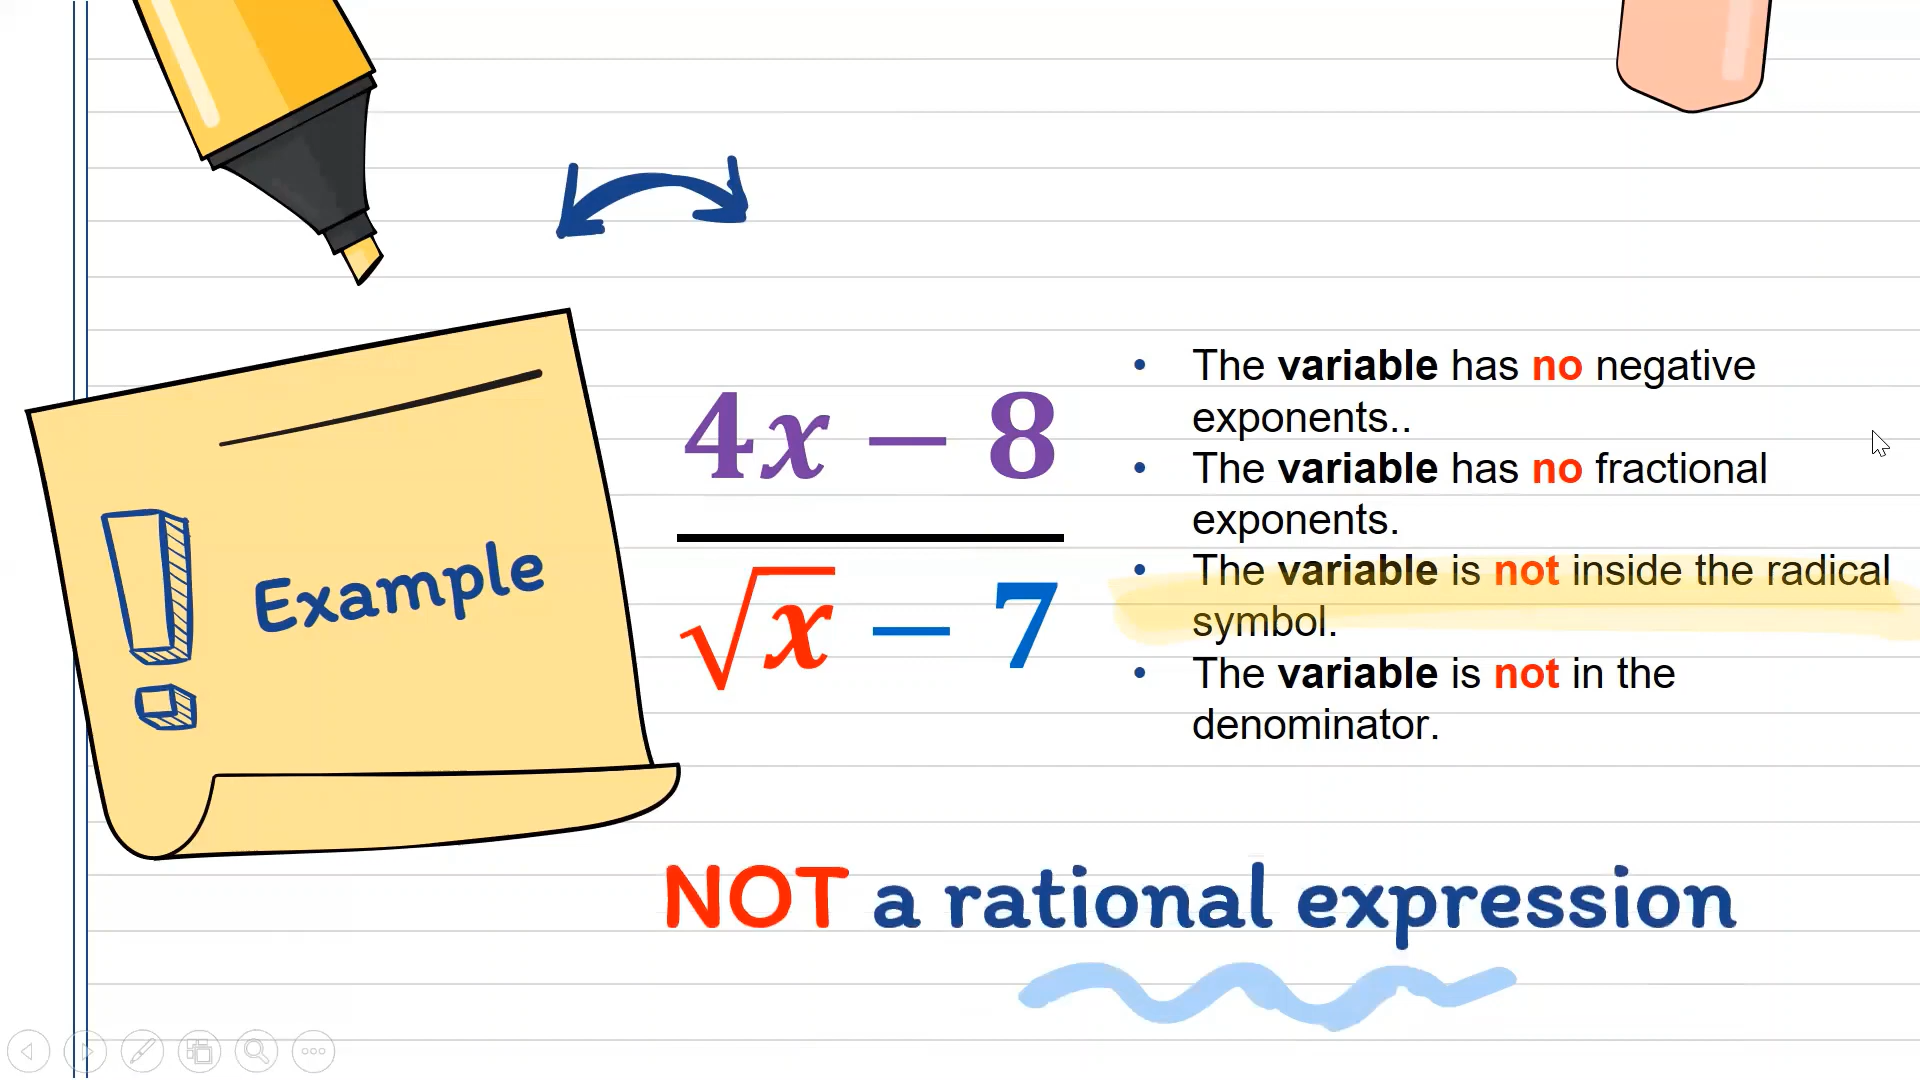 Example
4x − 8
√x − 7
• The variable has no negative
exponents..
• The variable has no fractional
exponents.
• The variable is not inside the radical
symbol.
• The variable is not in the
denominator.
NOT a rational expression